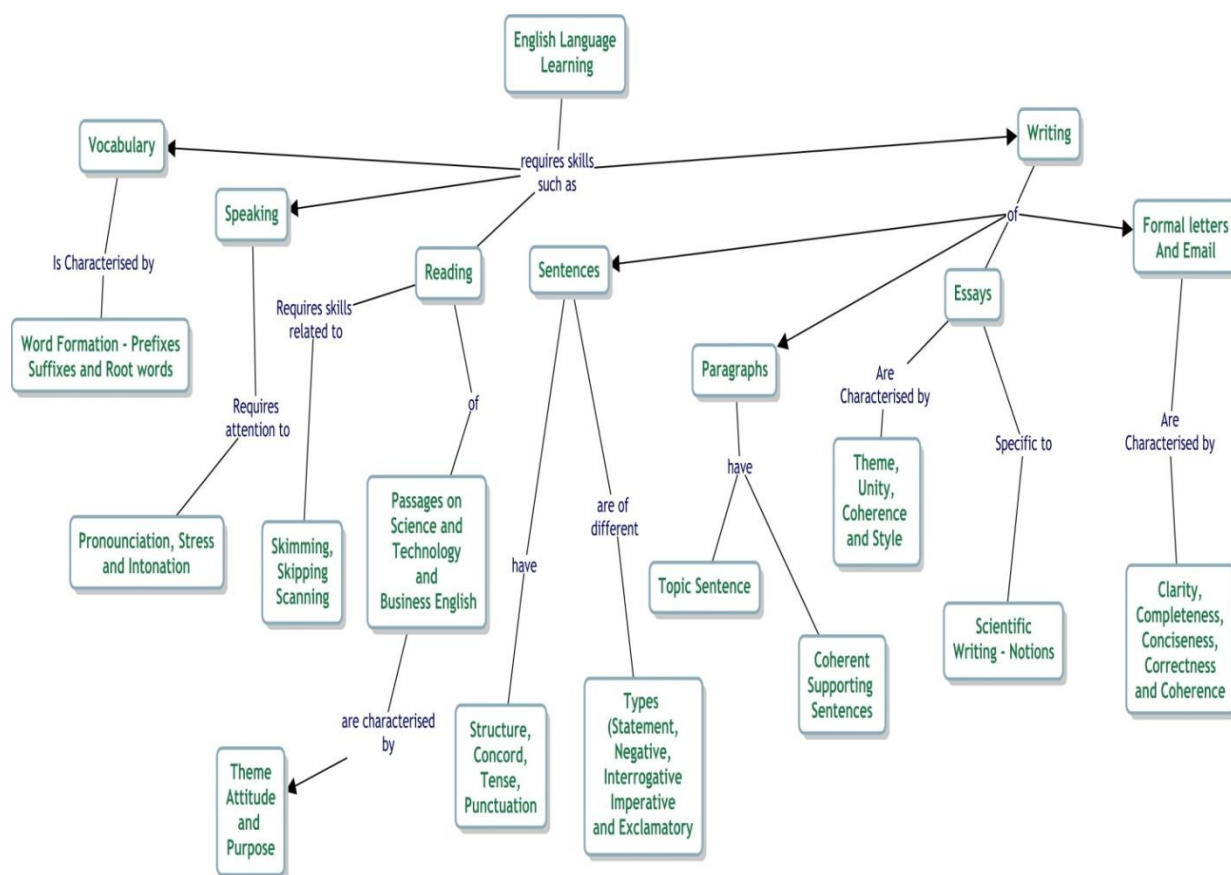 English Language
Learning
Vocabulary
Writing
requires skills
such as
Speaking
of
Formal letters
And Email
Is Characterised by
Reading
Sentences
Essays
Requires skills
related to
Word Formation - Prefixes
Suffixes and Root words
Paragraphs
Are
Characterised by
Requires
attention to
of
Are
Characterised by
Specific to
have
Theme,
Unity,
Coherence
and Style
Passages on
Science and
Technology
and
Business English
are of
different
Pronounciation, Stress
and Intonation
Skimming,
Skipping
Scanning
have
Topic Sentence
Clarity,
Completeness,
Conciseness,
Correctness
and Coherence
Scientific
Writing - Notions
Coherent
Supporting
Sentences
are characterised
by
Structure,
Concord,
Tense,
Punctuation
Types
(Statement,
Negative,
Interrogative
Imperative
and Exclamatory
Theme
Attitude
and
Purpose